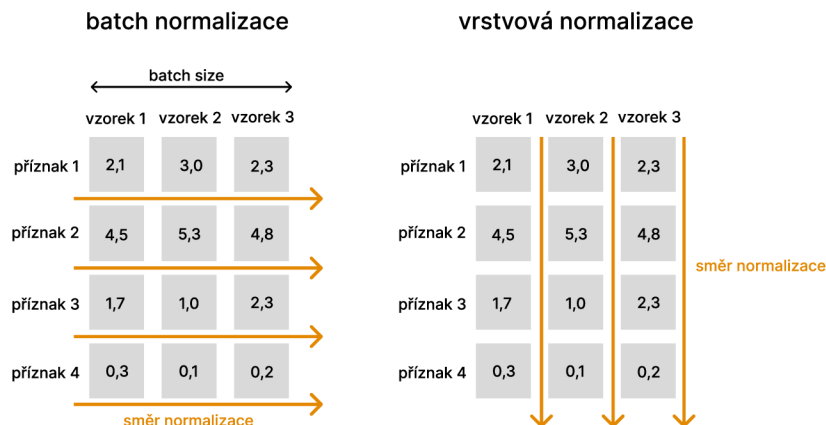 batch normalizace
batch size
vzorek 1 vzorek 2 vzorek 3
příznak 1 2,1 3,0 2,3
příznak 2 4,5 5,3 4,8
příznak 3 1,7 1,0 2,3
příznak 4 0,3 0,1 0,2
směr normalizace
vrstvová normalizace
vzorek 1 vzorek 2 vzorek 3
příznak 1 2,1 3,0 2,3
příznak 2 4,5 5,3 4,8
směr normalizace
příznak 3 1,7 1,0 2,3
příznak 4 0,3 0,1 0,2